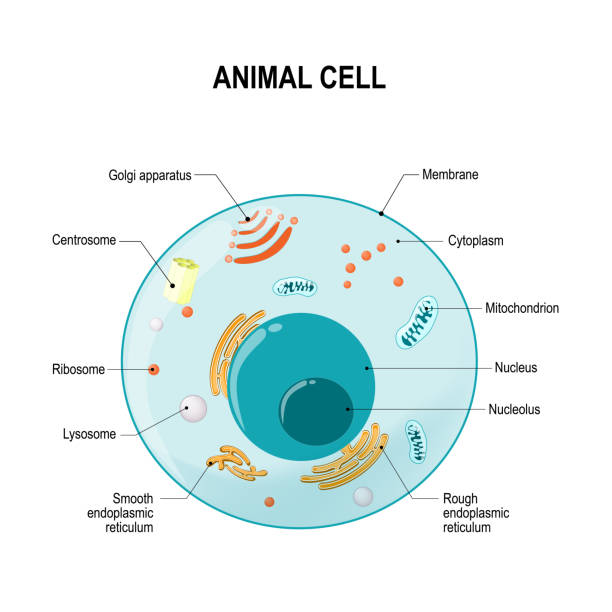 ANIMAL CELL
Golgi apparatus
Membrane
Centrosome
Cytoplasm
Mitochondrion
Ribosome
Nucleus
Nucleolus
Lysosome
Smooth
endoplasmic
reticulum
Rough
endoplasmic
reticulum